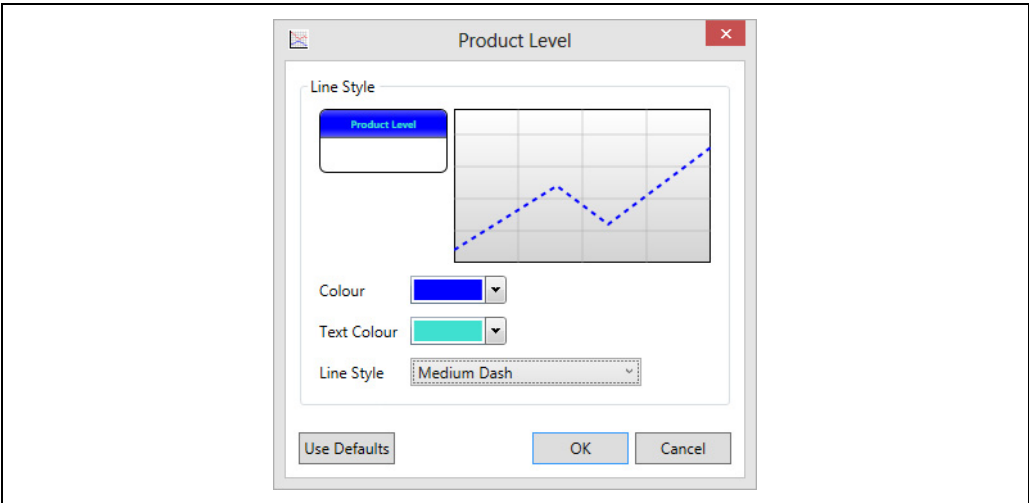 Product Level
Line Style
Product Level
Colour
Text Colour
Line Style Medium Dash
Use Defaults OK Cancel